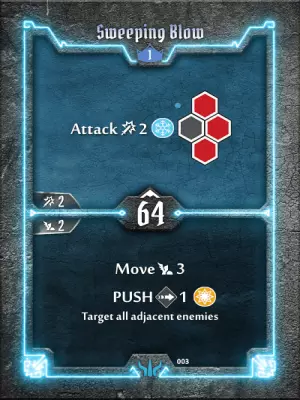 Sweeping Blow
1
Attack 2
2
64
2
Move 3
PUSH 1
Target all adjacent enemies
003